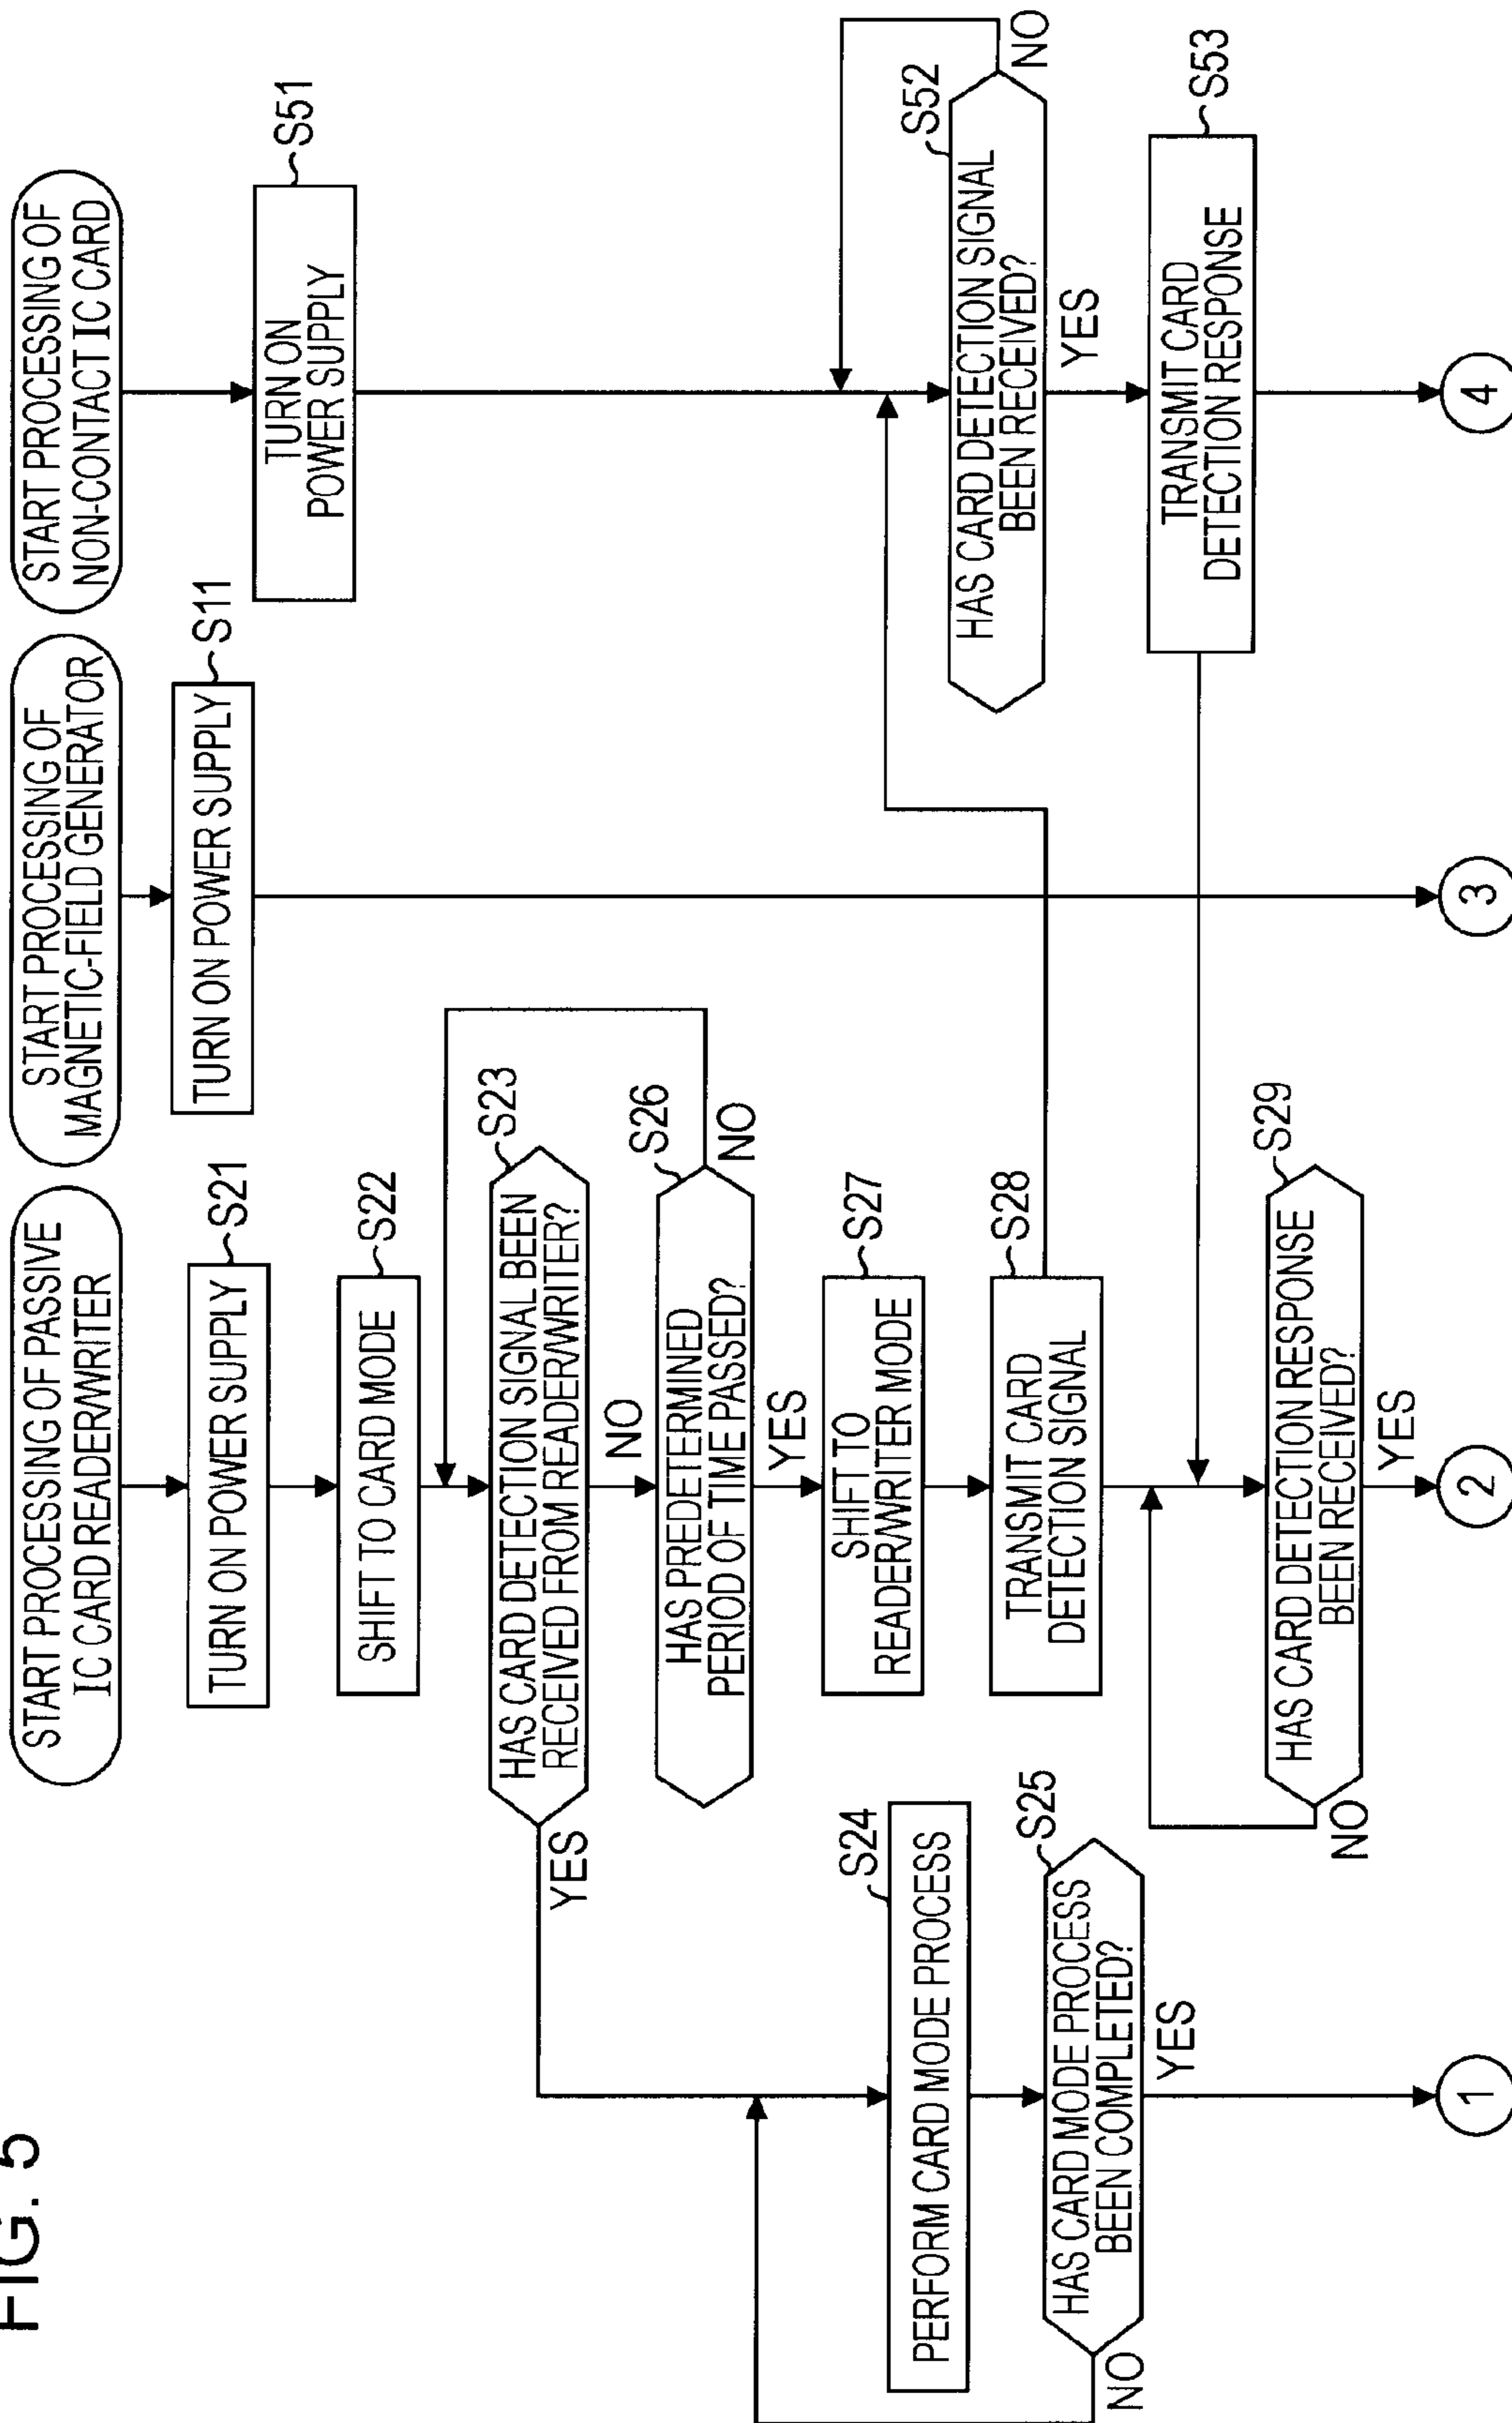 FIG. 5
START PROCESSING OF PASSIVE
IC CARD READER/WRITER
TURN ON POWER SUPPLY
S21
SHIFT TO CARD MODE
S22
HAS CARD DETECTION SIGNAL BEEN
RECEIVED FROM READER/WRITER?
S23
YES
NO
HAS PREDETERMINED
PERIOD OF TIME PASSED?
S26
NO
YES
SHIFT TO
READER/WRITER MODE
S27
PERFORM CARD MODE PROCESS
S24
TRANSMIT CARD
DETECTION SIGNAL
S28
HAS CARD MODE PROCESS
BEEN COMPLETED?
S25
NO
YES
HAS CARD DETECTION RESPONSE
BEEN RECEIVED?
S29
NO
YES
1
2
START PROCESSING OF
MAGNETIC-FIELD GENERATOR
TURN ON POWER SUPPLY
S11
3
START PROCESSING OF
NON-CONTACT IC CARD
TURN ON
POWER SUPPLY
S51
HAS CARD DETECTION SIGNAL
BEEN RECEIVED?
S52
NO
YES
TRANSMIT CARD
DETECTION RESPONSE
S53
4